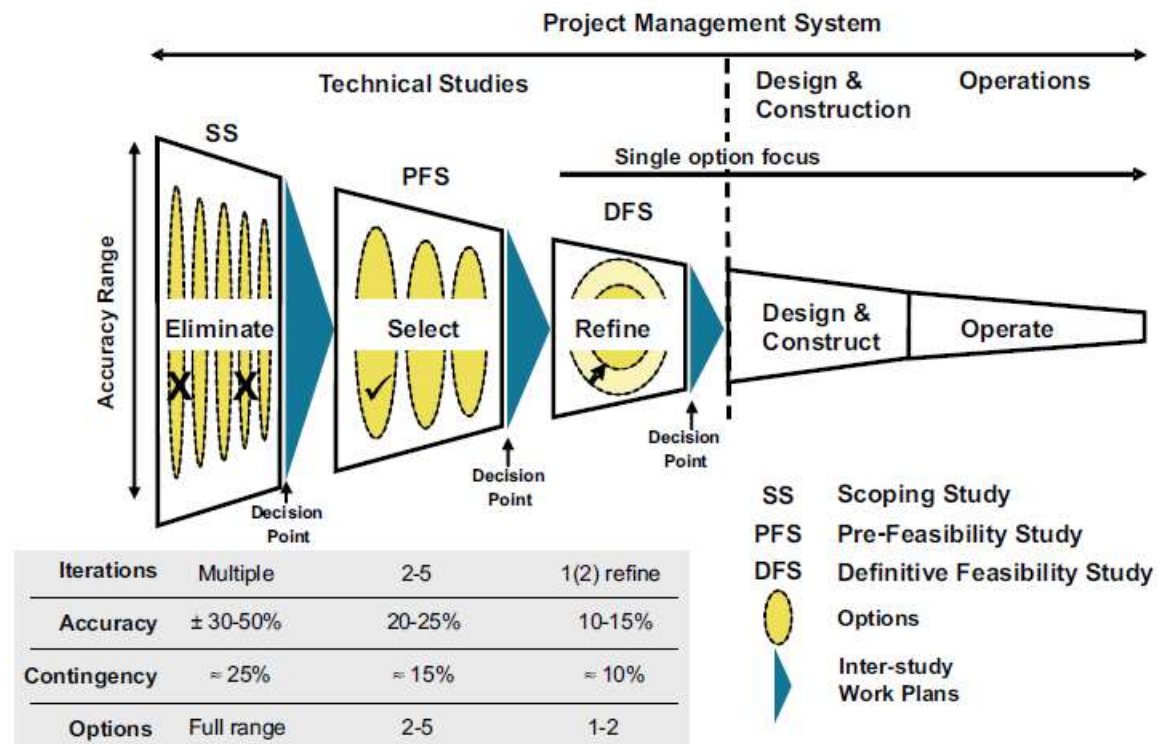 Project Management System
Technical Studies
Design &
Construction
Operations
SS
Single option focus
PFS
DFS
Accuracy Range
Eliminate
Select
Refine
Design &
Construct
Operate
X
X
Decision
Point
Decision
Point
Decision
Point
SS Scoping Study
PFS Pre-Feasibility Study
DFS Definitive Feasibility Study
Options
Inter-study
Work Plans
Iterations Multiple 2-5 1(2) refine
Accuracy ± 30-50% 20-25% 10-15%
Contingency ≈ 25% ≈ 15% ≈ 10%
Options Full range 2-5 1-2